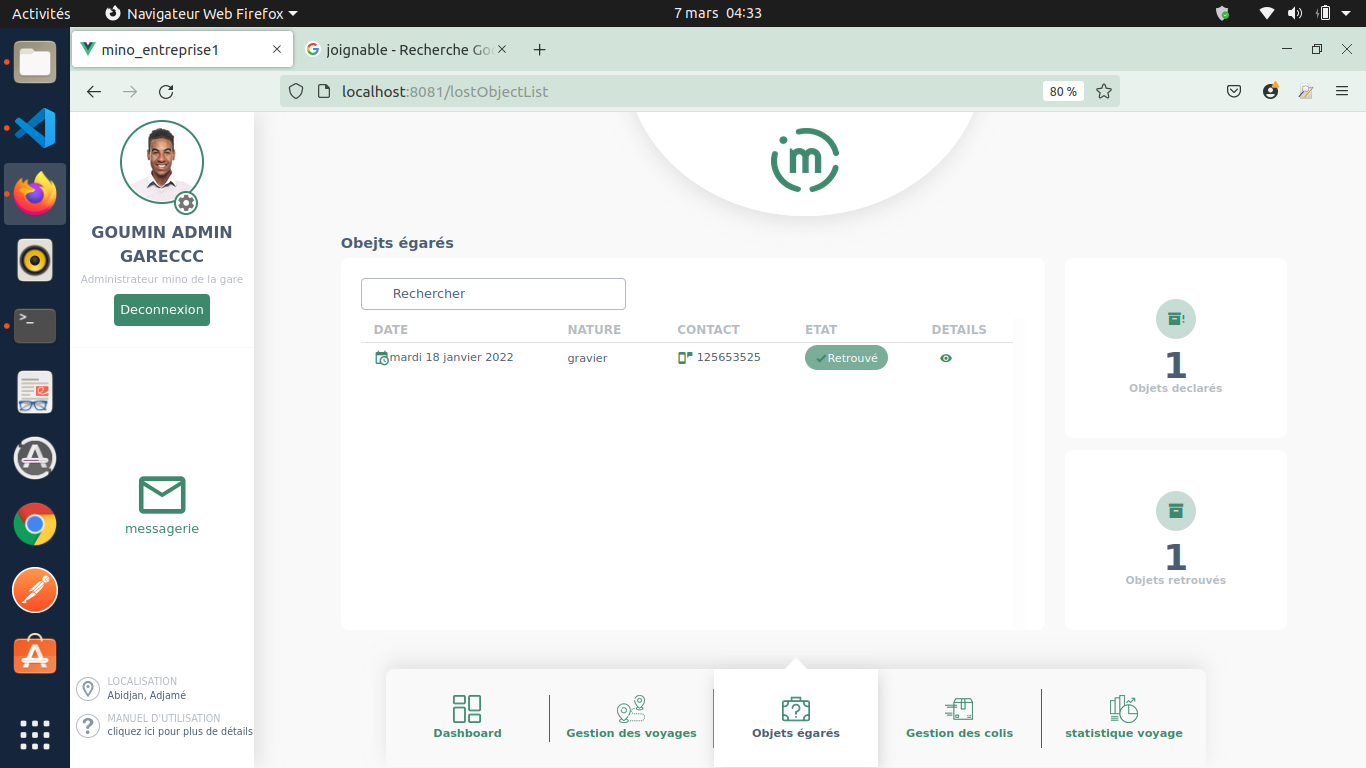 Activités
Navigateur Web Firefox
7 mars 04:33
mino_entreprise1
joignable - Recherche Goo
localhost:8081/lostObjectList
80 %
GOUMIN ADMIN
GARECCC
Administrateur mino de la gare
Deconnexion
messagerie
LOCALISATION
Abidjan, Adjamé
MANUEL D'UTILISATION
cliquez ici pour plus de détails
m
Obejts égarés
Rechercher
DATE NATURE CONTACT ETAT DETAILS
mardi 18 janvier 2022 gravier 125653525 Retrouvé
1
Objets declarés
1
Objets retrouvés
Dashboard
Gestion des voyages
Objets égarés
Gestion des colis
statistique voyage